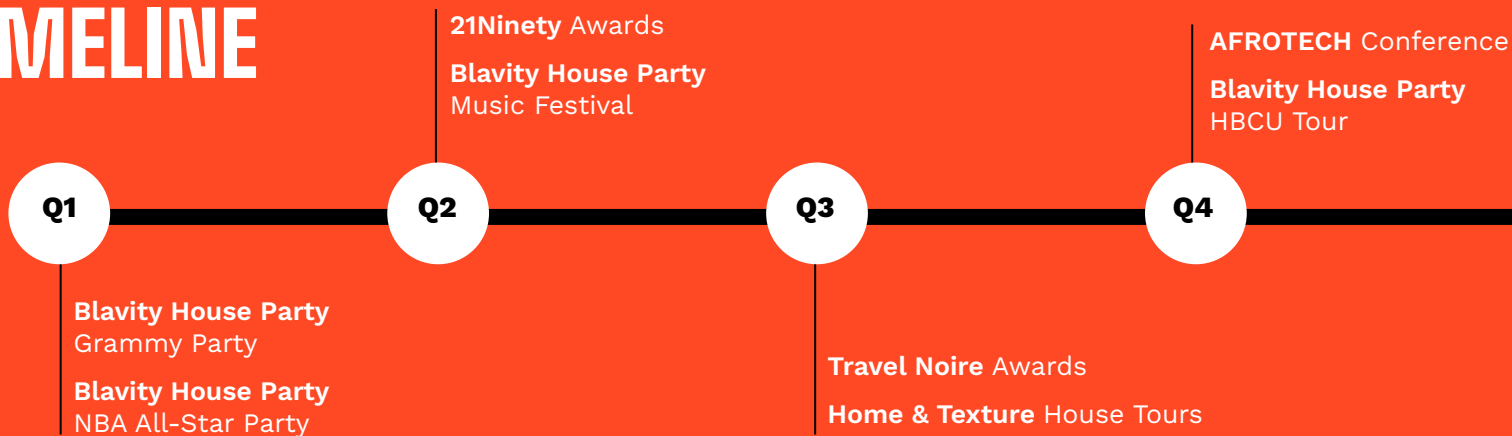 MELINE
21Ninety Awards
Blavity House Party
Music Festival
AFROTECH Conference
Blavity House Party
HBCU Tour
Q1
Q2
Q3
Q4
Blavity House Party
Grammy Party
Blavity House Party
NBA All-Star Party
Travel Noire Awards
Home & Texture House Tours